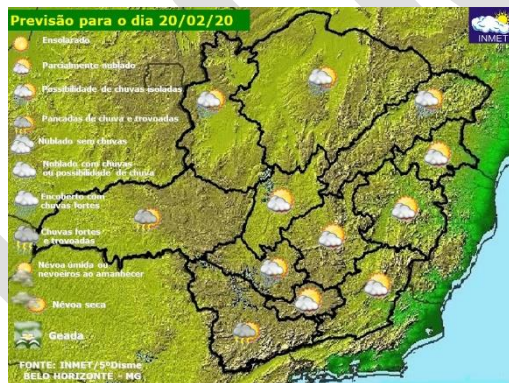 Previsão para o dia 20/02/20
INMET
Ensolarado
Parcialmente nublado
Possibilidade de chuvas isoladas
Pancadas de chuva e trovoadas
Nublado sem chuvas
Nublado com chuvas
ou possibilidade de chuva
Encoberto com
chuvas fortes
Chuvas fortes
e trovoadas
Névoa úmida ou
nevoeiros ao amanhecer
Névoa seca
Geada
FONTE: INMET/5ºDisme
BELO HORIZONTE - MG